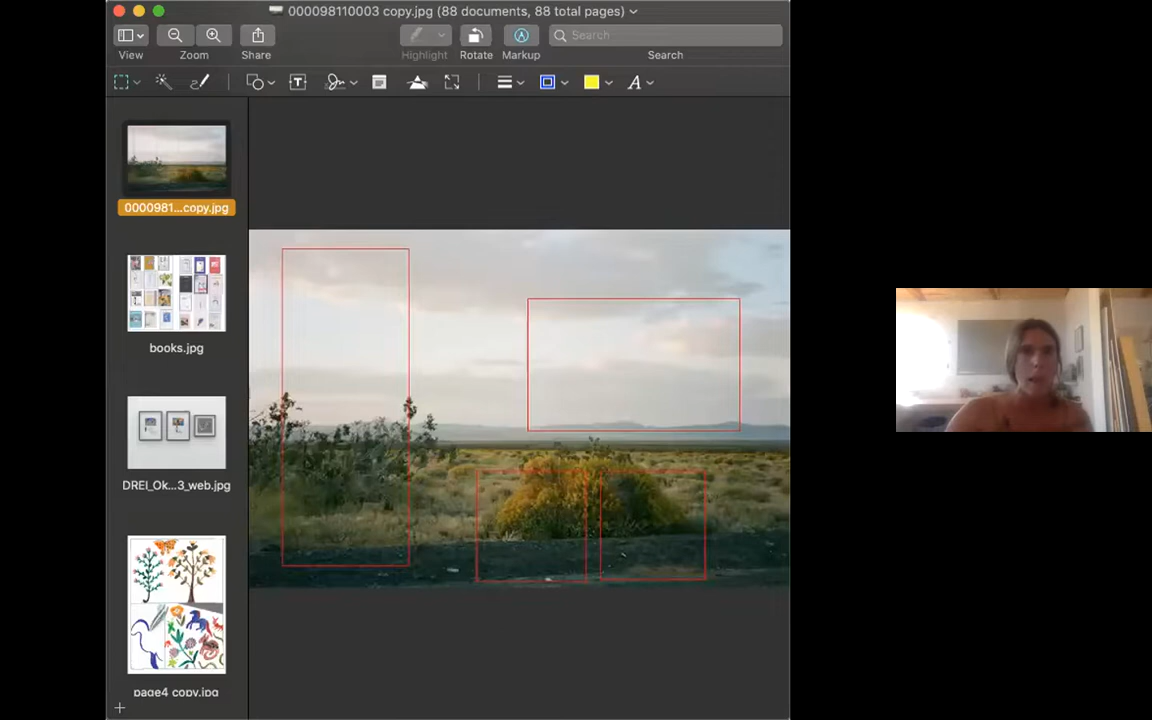 000098110003 copy.jpg (88 documents, 88 total pages)
Search
View
Zoom
Share
Highlight
Rotate
Markup
Search
T
A
0000981...copy.jpg
books.jpg
DREI_Ok...3_web.jpg
page4 copy.jpg